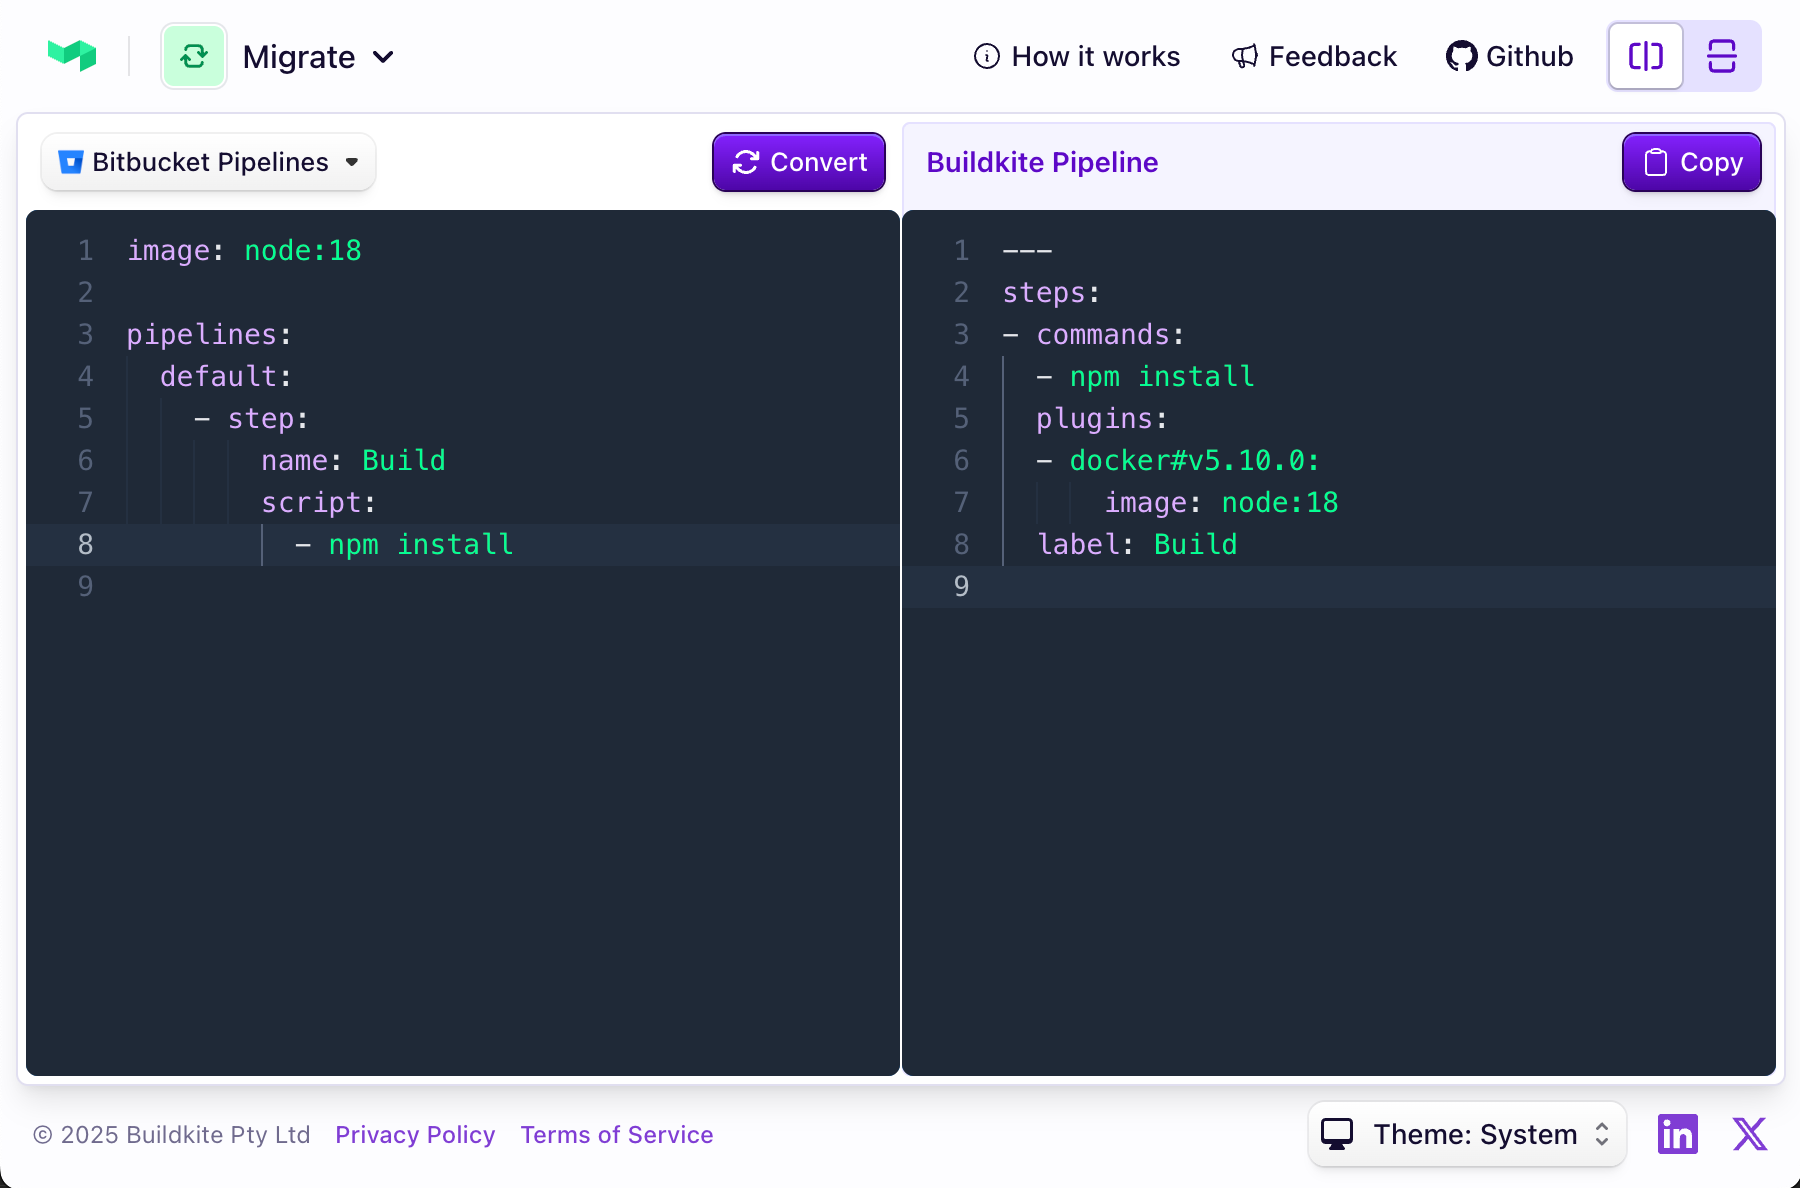 Migrate
How it works
Feedback
Github
Bitbucket Pipelines
Convert
1 image: node:18
2
3 pipelines:
4   default:
5     - step:
6         name: Build
7         script:
8           - npm install
9
Buildkite Pipeline
Copy
1 ---
2 steps:
3 - commands:
4   - npm install
5   plugins:
6   - docker#v5.10.0:
7       image: node:18
8   label: Build
9
© 2025 Buildkite Pty Ltd
Privacy Policy
Terms of Service
Theme: System